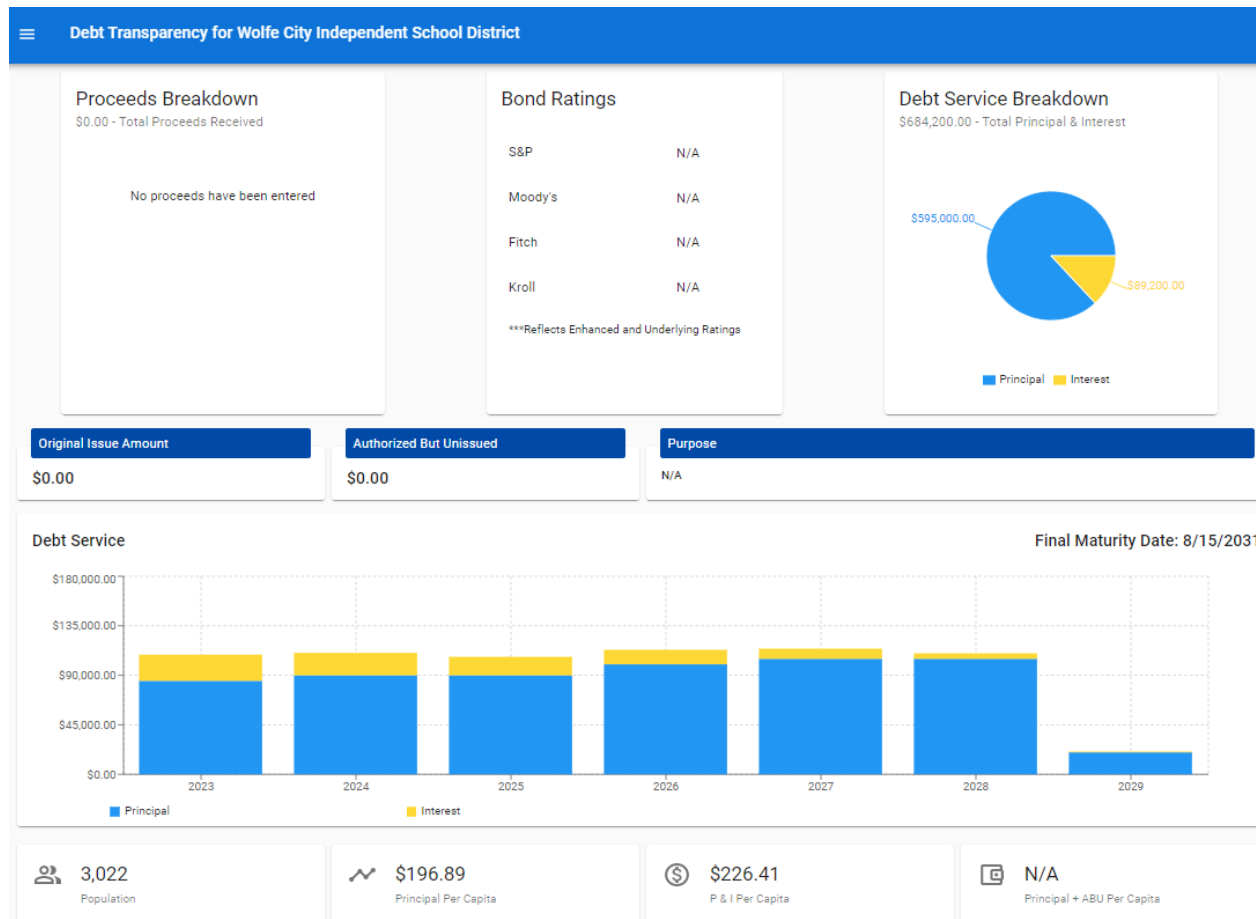 Debt Transparency for Wolfe City Independent School District
Proceeds Breakdown
$0.00 - Total Proceeds Received
No proceeds have been entered
Bond Ratings
S&P N/A
Moody's N/A
Fitch N/A
Kroll N/A
***Reflects Enhanced and Underlying Ratings
Debt Service Breakdown
$684,200.00 - Total Principal & Interest
$595,000.00
$89,200.00
Principal Interest
Original Issue Amount
$0.00
Authorized But Unissued
$0.00
Purpose
N/A
Debt Service
Final Maturity Date: 8/15/2031
$180,000.00
$135,000.00
$90,000.00
$45,000.00
$0.00
2023 2024 2025 2026 2027 2028 2029
Principal Interest
3,022
Population
$196.89
Principal Per Capita
$226.41
P & I Per Capita
N/A
Principal + ABU Per Capita